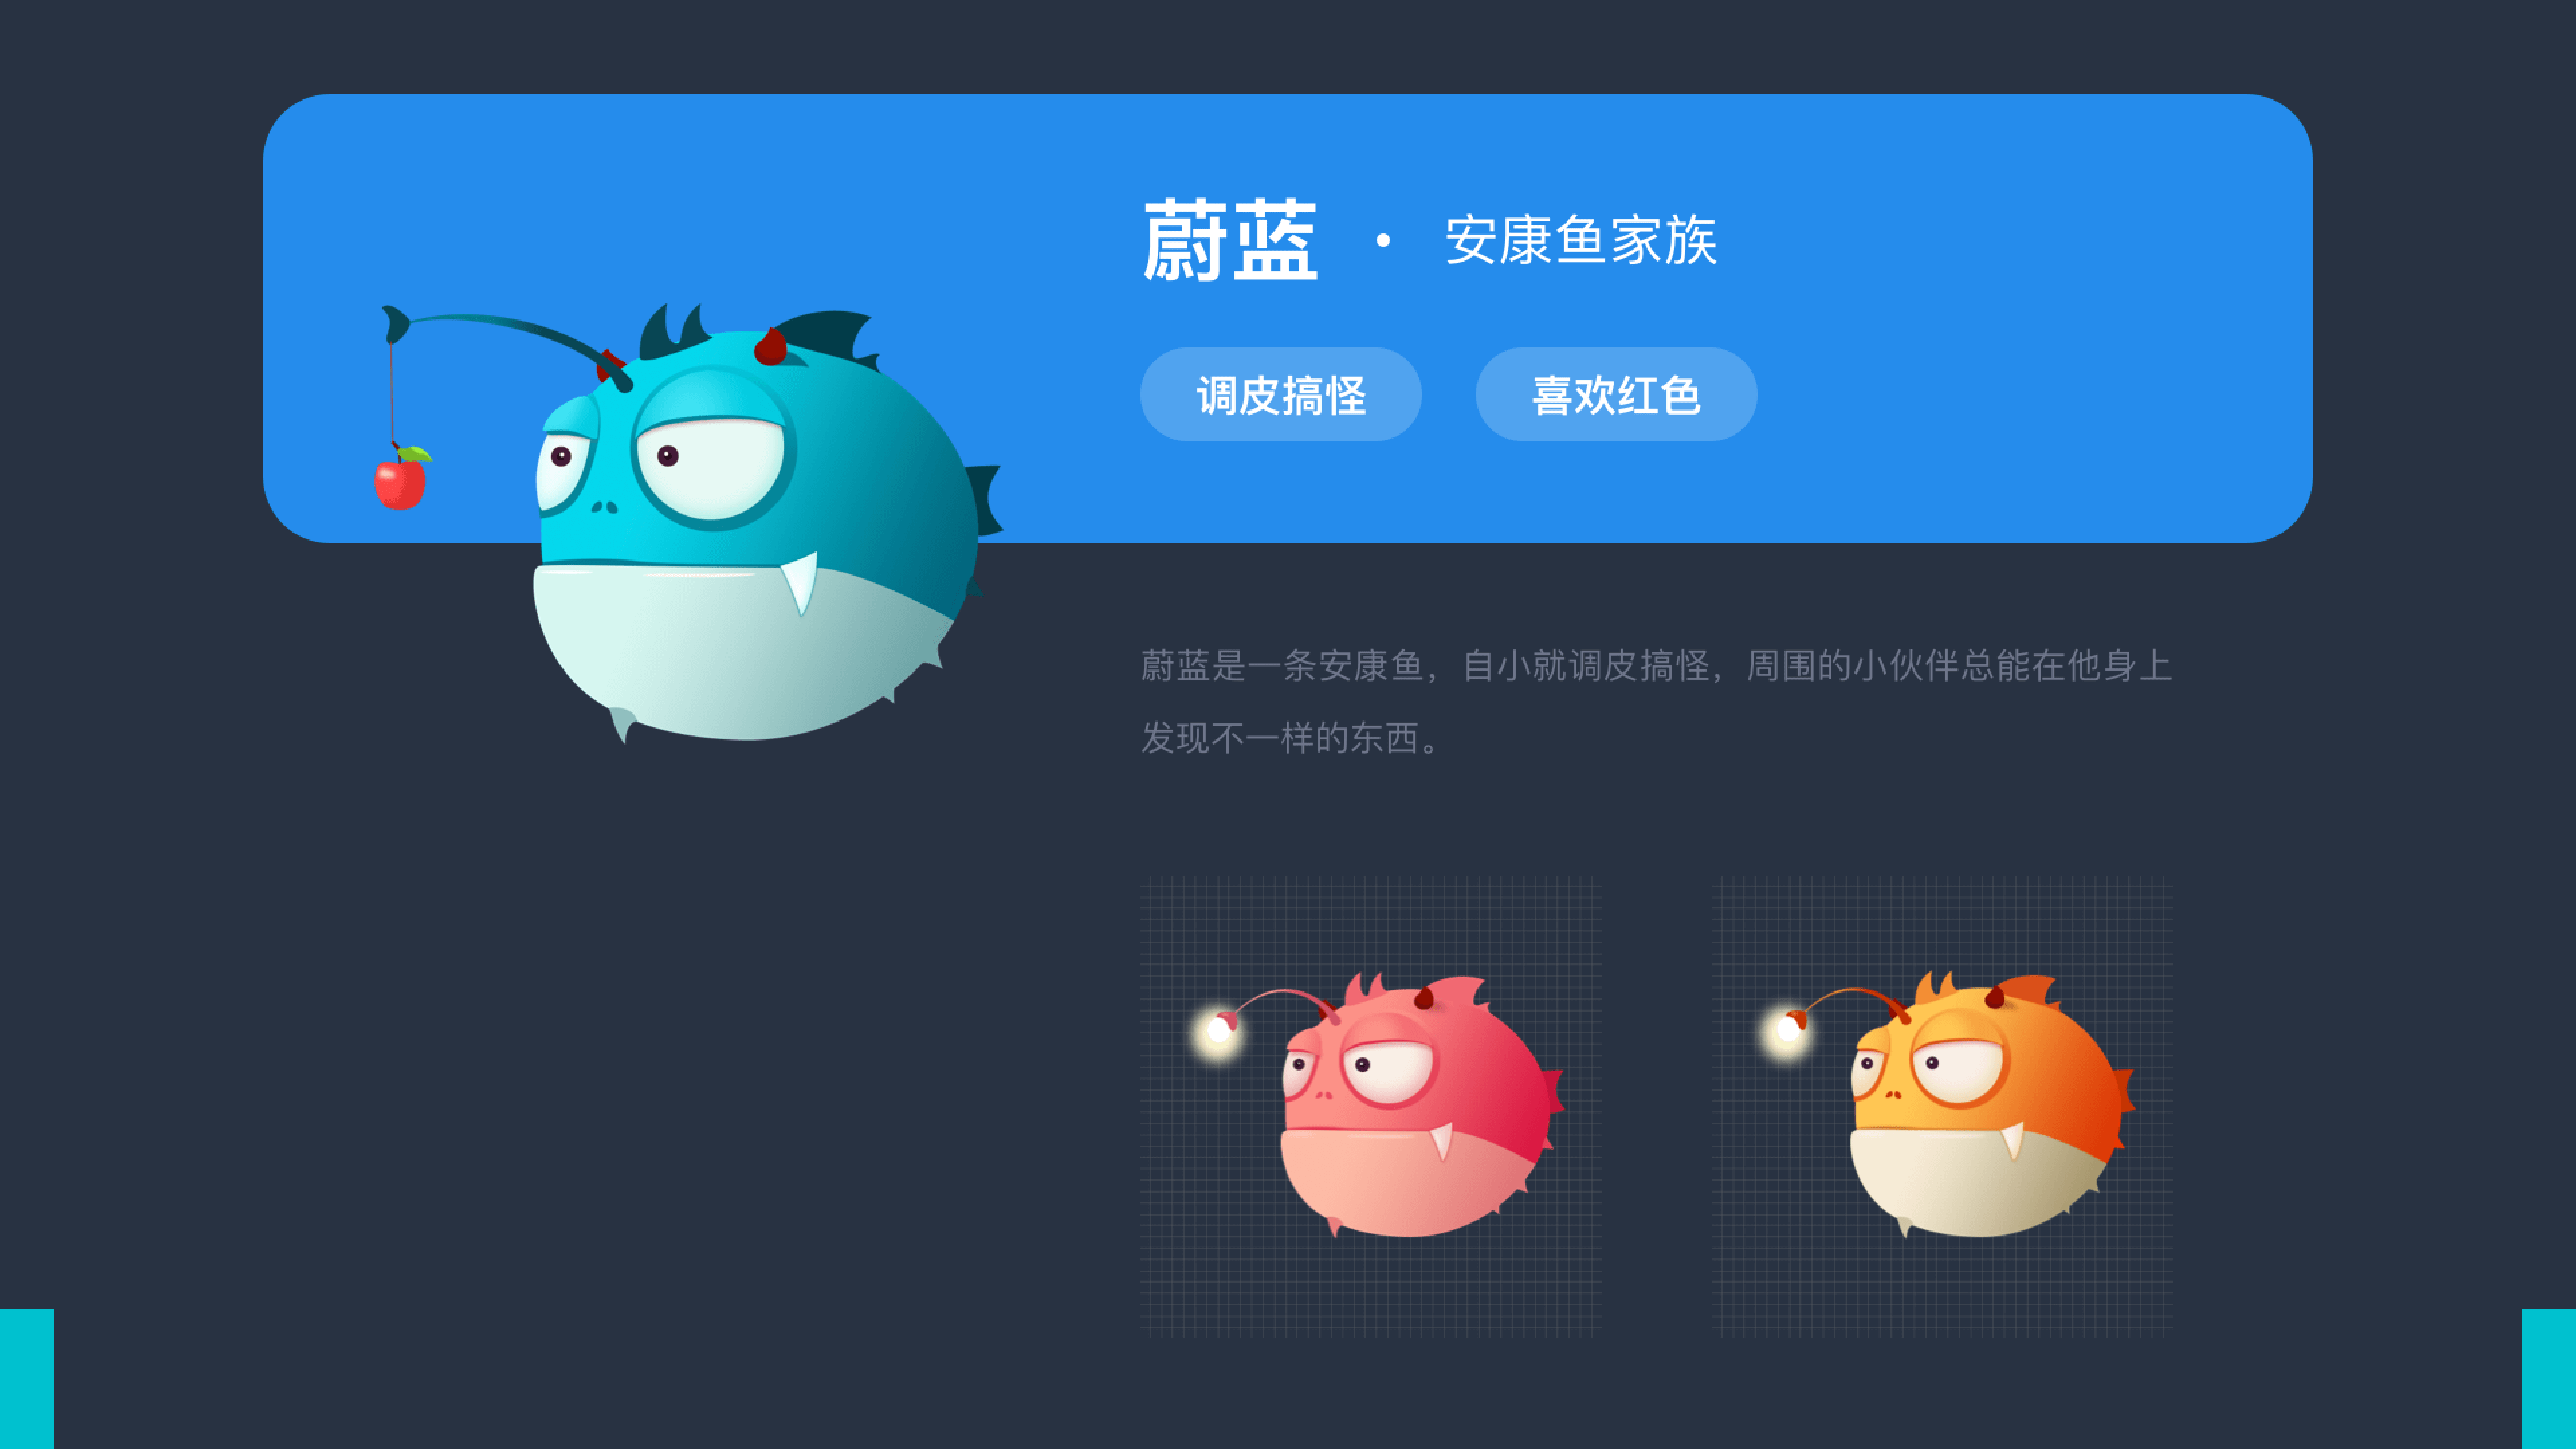 蔚蓝 · 安康鱼家族
调皮搞怪 喜欢红色
蔚蓝是一条安康鱼，自小就调皮搞怪，周围的小伙伴总能在他身上
发现不一样的东西。